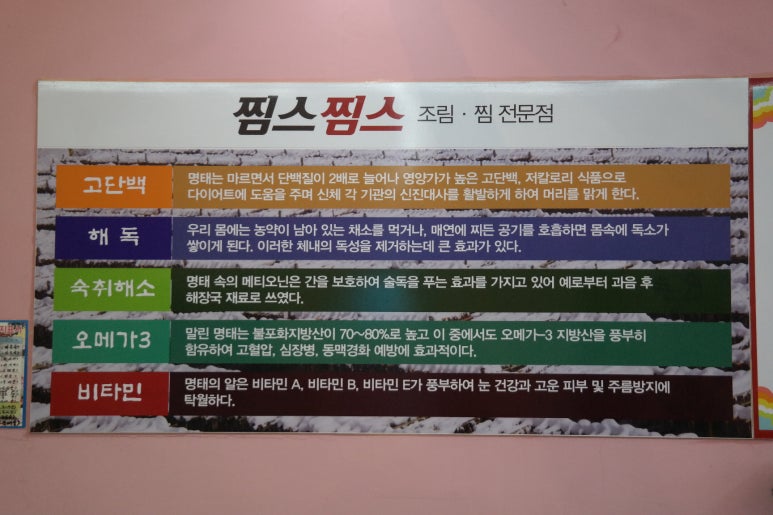 찜스찜스 조림 · 찜 전문점
고단백
명태는 마르면서 단백질이 2배로 늘어나 영양가가 높은 고단백, 저칼로리 식품으로
다이어트에 도움을 주며 신체 각 기관의 신진대사를 활발하게 하여 머리를 맑게 한다.
해독
우리 몸에는 농약이 남아 있는 채소를 먹거나, 매연에 찌든 공기를 호흡하면 몸속에 독소가
쌓이게 된다. 이러한 체내의 독성을 제거하는데 큰 효과가 있다.
숙취해소
명태 속의 메티오닌은 간을 보호하여 술독을 푸는 효과를 가지고 있어 예로부터 과음 후
해장국 재료로 쓰였다.
오메가3
말린 명태는 불포화지방산이 70~80%로 높고 이 중에서도 오메가-3 지방산을 풍부히
함유하여 고혈압, 심장병, 동맥경화 예방에 효과적이다.
비타민
명태의 알은 비타민 A, 비타민 B, 비타민 E가 풍부하여 눈 건강과 고운 피부 및 주름방지에
탁월하다.